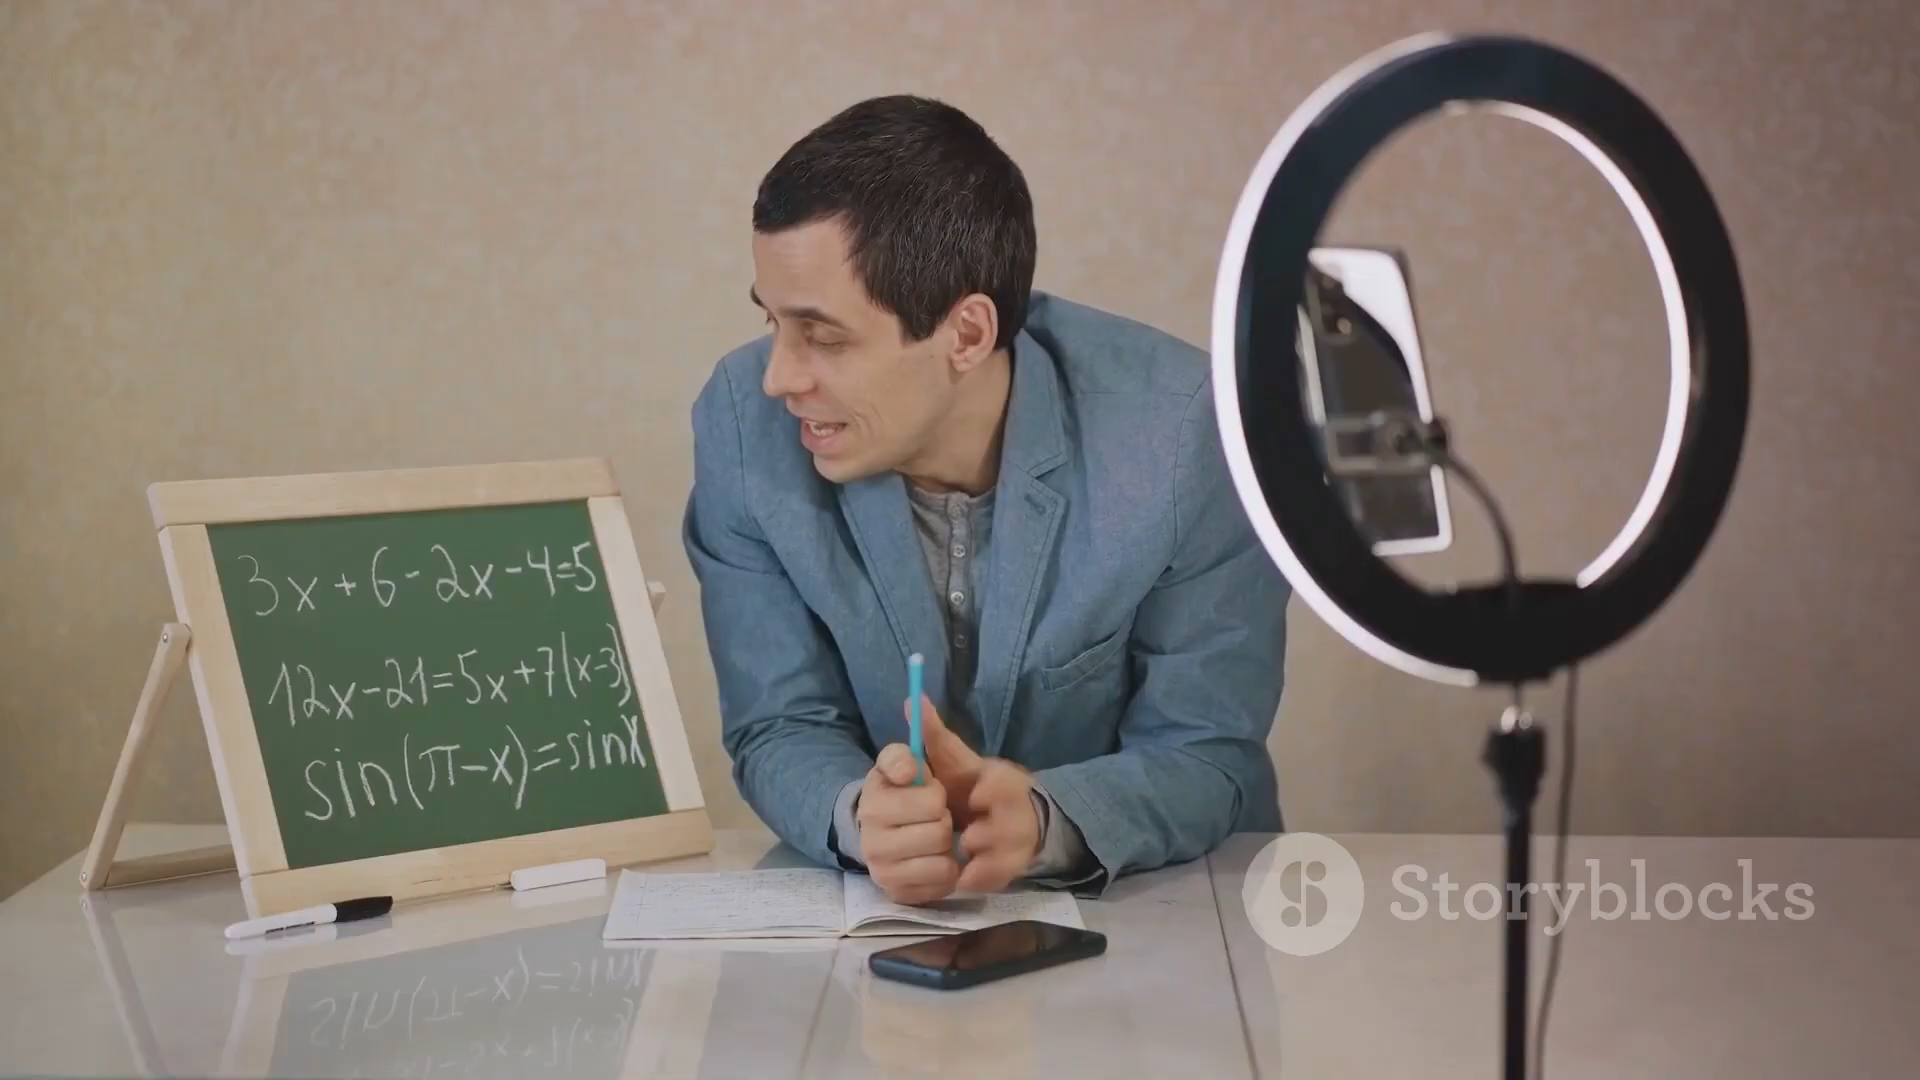 3x+6-2x-4=5
12x-21=5x+7(x-3)
sin(π-x)=sinx
Storyblocks